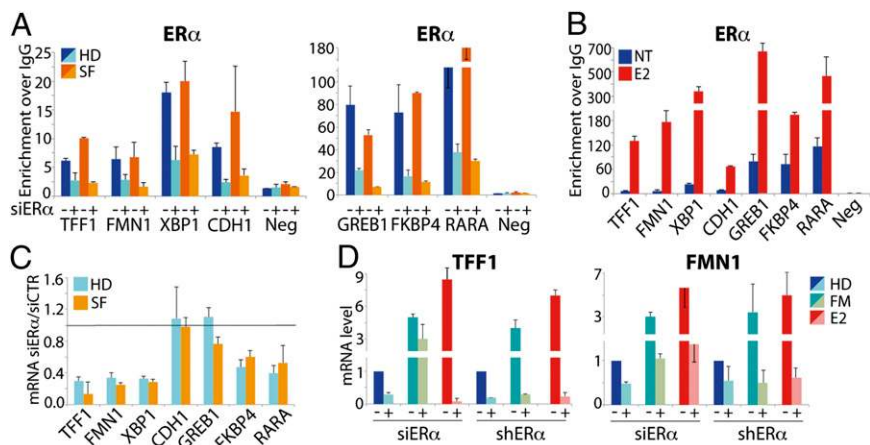 A
ERα
Enrichment over IgG
25
20
15
10
5
0
HD
SF
siERα
-+-+ -+-+ -+-+ -+-+ -+-+
TFF1 FMN1 XBP1 CDH1 Neg
ERα
180
100
80
60
40
20
0
-+-+ -+-+ -+-+ -+-+
GREB1 FKBP4 RARA Neg
B
ERα
Enrichment over IgG
700
500
300
180
120
60
0
NT
E2
TFF1 FMN1 XBP1 CDH1 GREB1 FKBP4 RARA Neg
C
mRNA siERα/siCTR
1.6
1.2
0.8
0.4
0.0
HD
SF
TFF1 FMN1 XBP1 CDH1 GREB1 FKBP4 RARA
D
TFF1
mRNA level
9
6
3
1
0
- + - + - + - + - + - +
siERα shERα
FMN1
7
3
1
0
- + - + - + - + - + - +
siERα shERα
HD
FM
E2